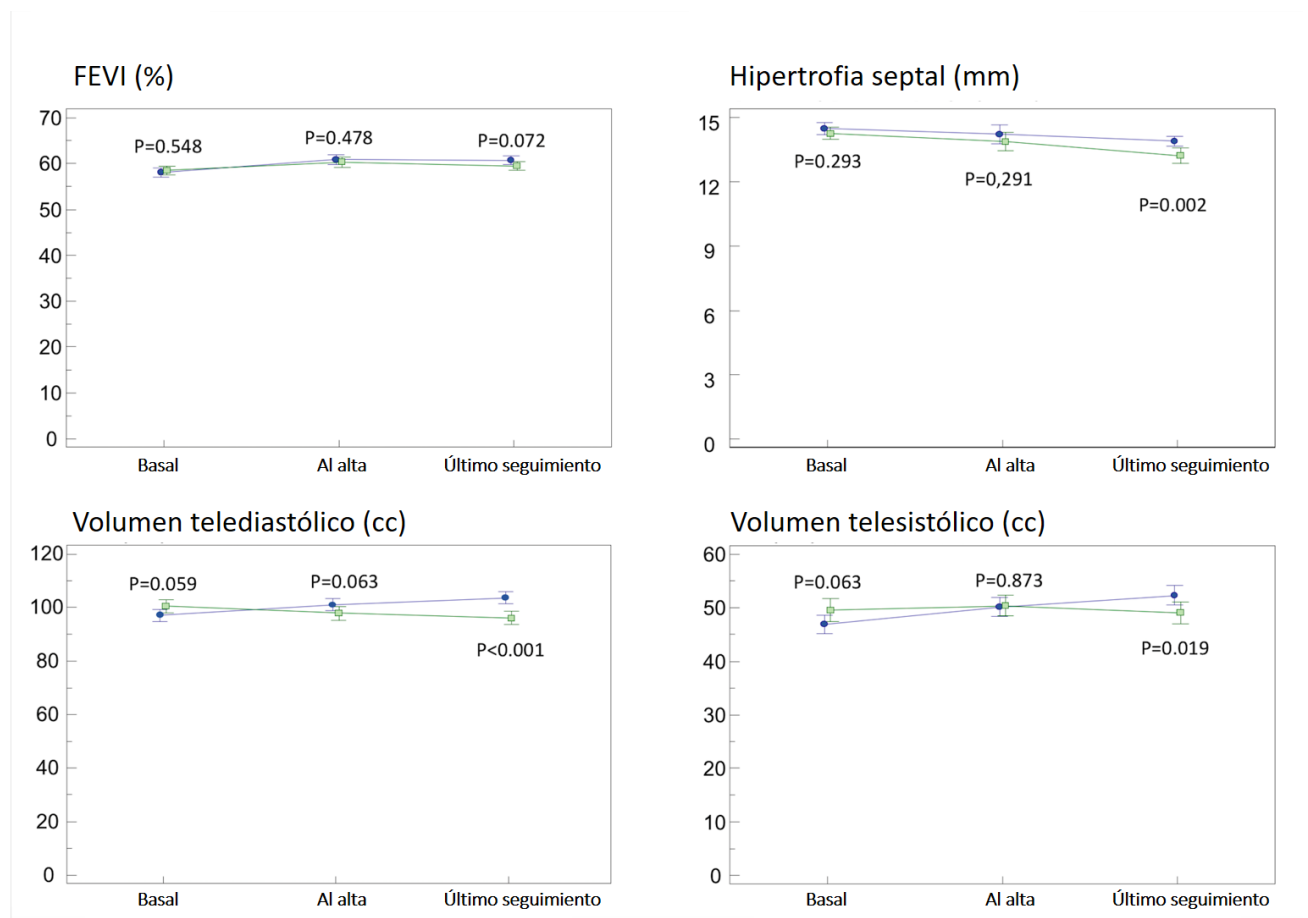 FEVI (%)
70
60
50
40
30
20
10
0
P=0.548
P=0.478
P=0.072
Basal
Al alta
Último seguimiento
Hipertrofia septal (mm)
15
12
9
6
3
0
P=0.293
P=0,291
P=0.002
Basal
Al alta
Último seguimiento
Volumen telediastólico (cc)
120
100
80
60
40
20
0
P=0.059
P=0.063
P<0.001
Basal
Al alta
Último seguimiento
Volumen telesistólico (cc)
60
50
40
30
20
10
0
P=0.063
P=0.873
P=0.019
Basal
Al alta
Último seguimiento